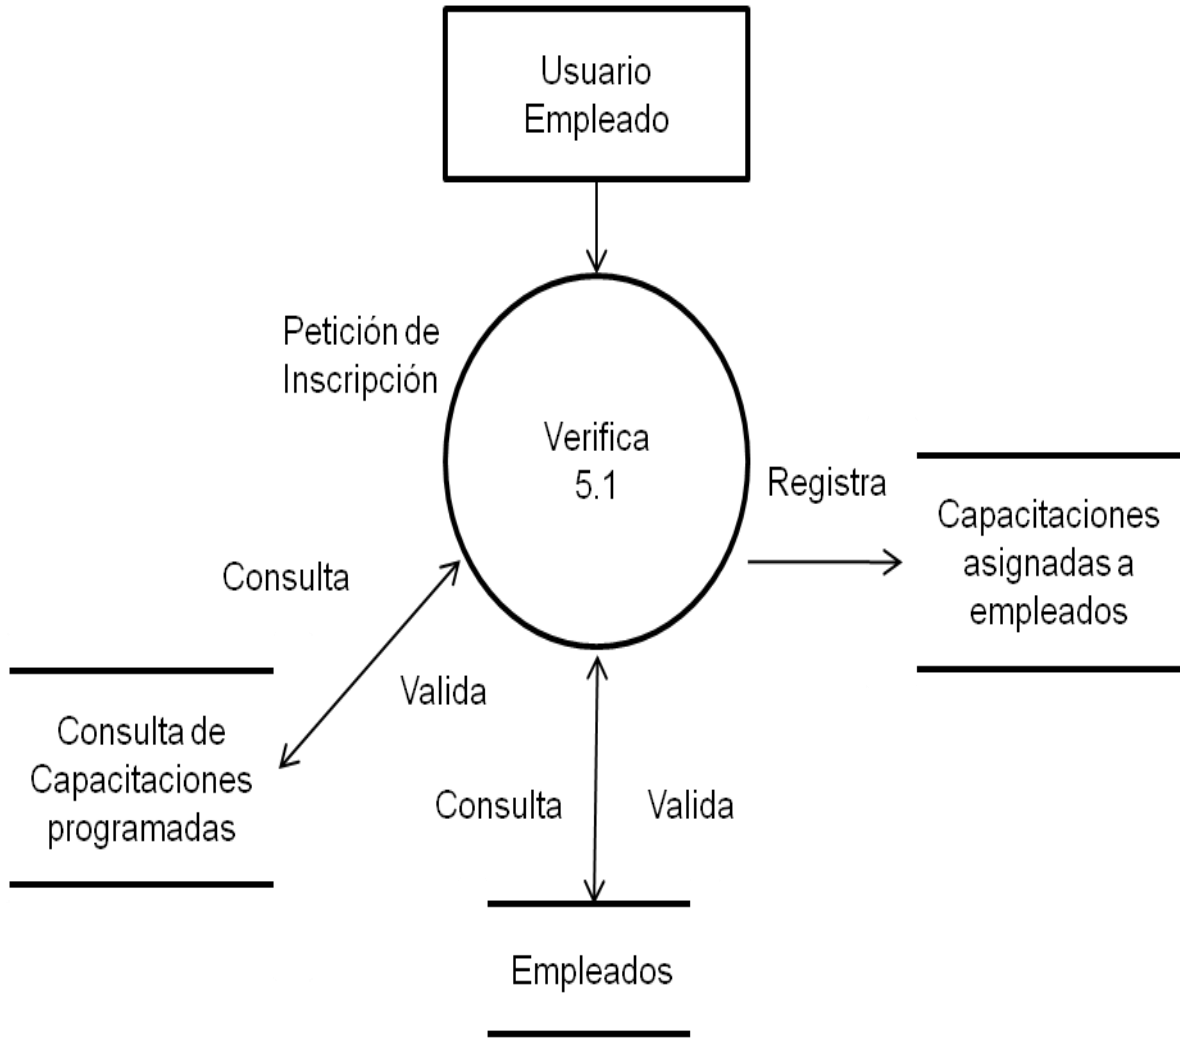 Usuario
Empleado
Petición de
Inscripción
Verifica
5.1
Registra
Capacitaciones
asignadas a
empleados
Consulta
Valida
Consulta de
Capacitaciones
programadas
Consulta
Valida
Empleados